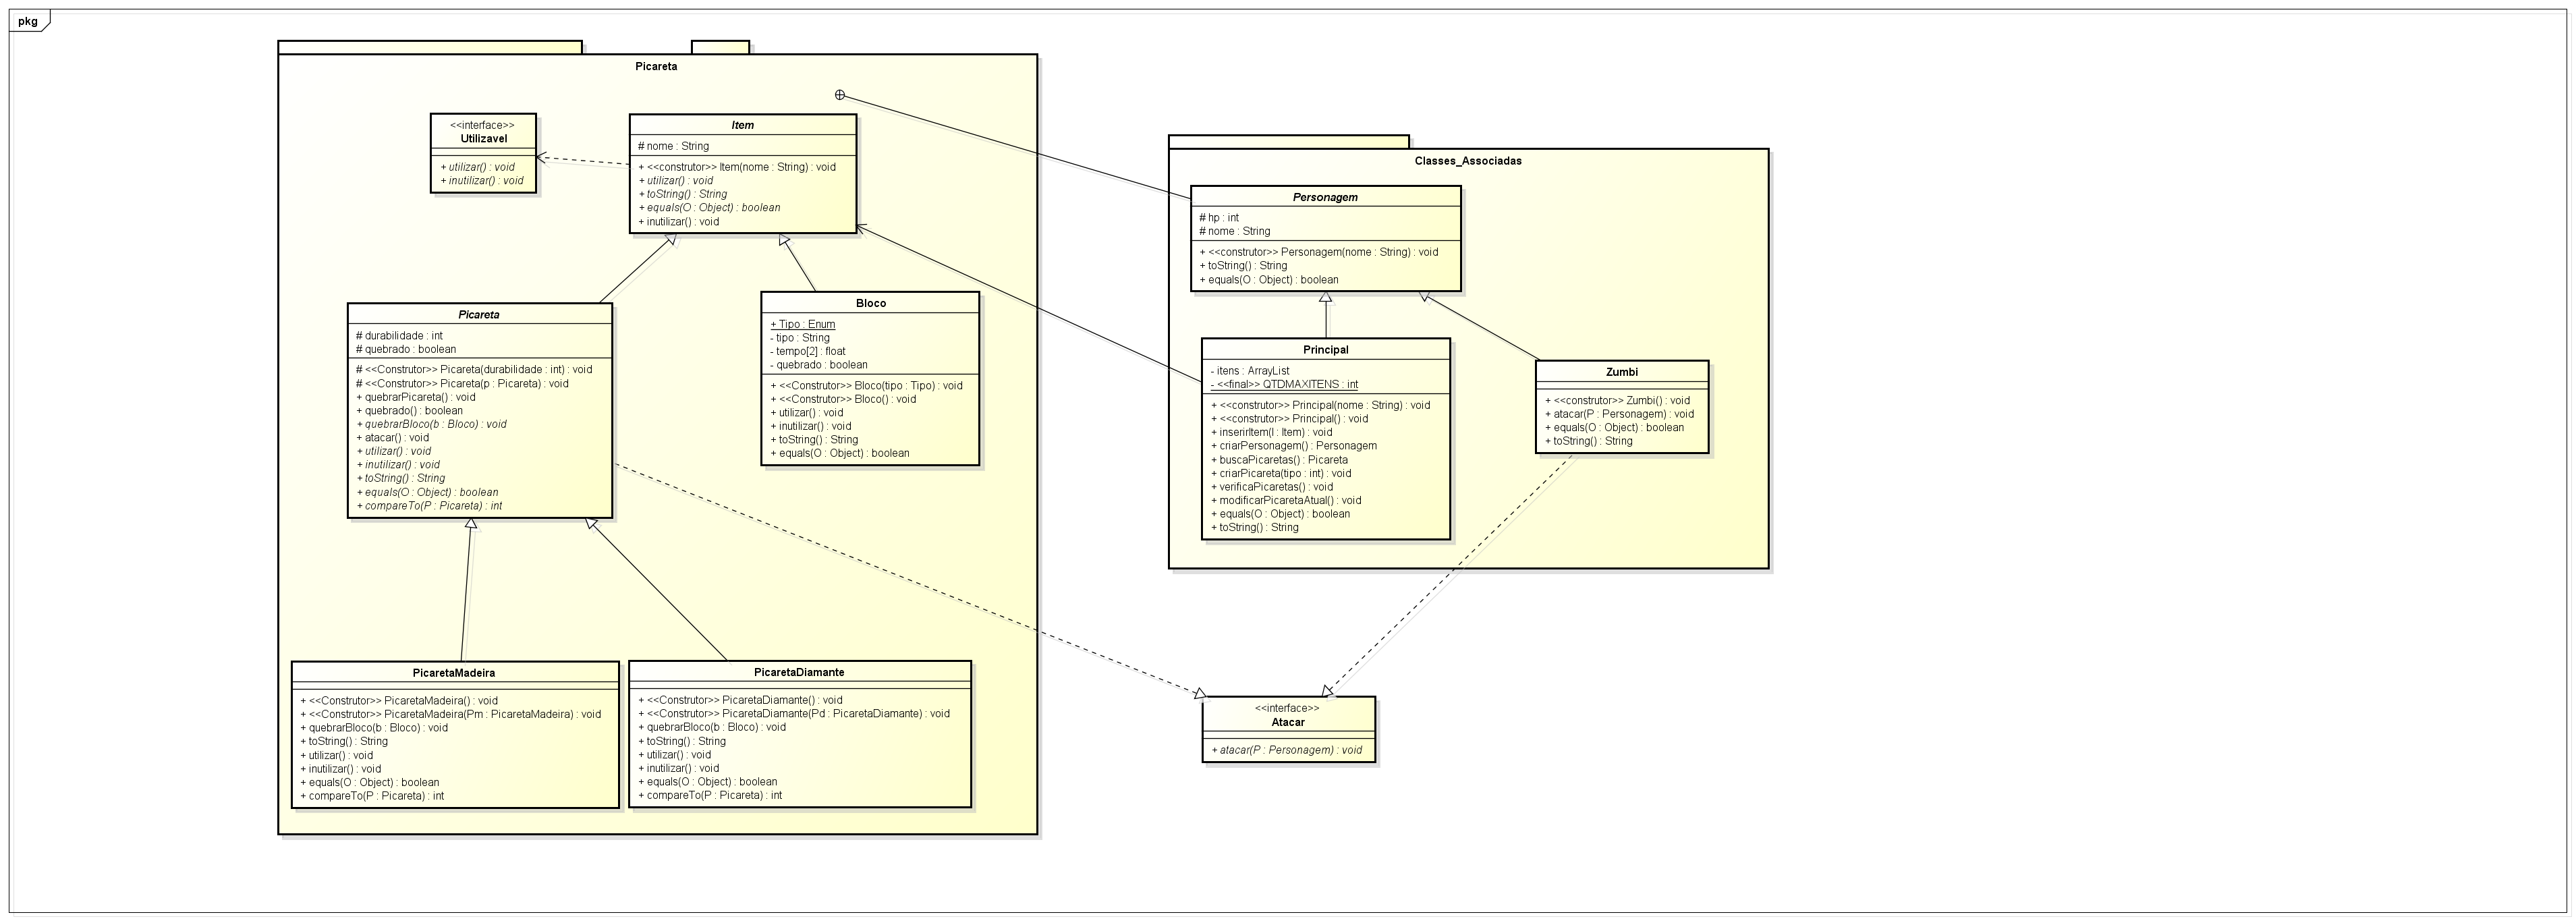 pkg
Picareta
<<interface>>
Utilizavel
+ utilizar() : void
+ inutilizar() : void
Item
# nome : String
+ <<construtor>> Item(nome : String) : void
+ utilizar() : void
+ toString() : String
+ equals(O : Object) : boolean
+ inutilizar() : void
Picareta
# durabilidade : int
# quebrado : boolean
# <<Construtor>> Picareta(durabilidade : int) : void
# <<Construtor>> Picareta(p : Picareta) : void
+ quebrarPicareta() : void
+ quebrado() : boolean
+ quebrarBloco(b : Bloco) : void
+ atacar() : void
+ utilizar() : void
+ inutilizar() : void
+ toString() : String
+ equals(O : Object) : boolean
+ compareTo(P : Picareta) : int
Bloco
+ Tipo : Enum
- tipo : String
- tempo[2] : float
- quebrado : boolean
+ <<Construtor>> Bloco(tipo : Tipo) : void
+ <<Construtor>> Bloco() : void
+ utilizar() : void
+ inutilizar() : void
+ toString() : String
+ equals(O : Object) : boolean
PicaretaMadeira
+ <<Construtor>> PicaretaMadeira() : void
+ <<Construtor>> PicaretaMadeira(Pm : PicaretaMadeira) : void
+ quebrarBloco(b : Bloco) : void
+ toString() : String
+ utilizar() : void
+ inutilizar() : void
+ equals(O : Object) : boolean
+ compareTo(P : Picareta) : int
PicaretaDiamante
+ <<Construtor>> PicaretaDiamante() : void
+ <<Construtor>> PicaretaDiamante(Pd : PicaretaDiamante) : void
+ quebrarBloco(b : Bloco) : void
+ toString() : String
+ utilizar() : void
+ inutilizar() : void
+ equals(O : Object) : boolean
+ compareTo(P : Picareta) : int
Classes_Associadas
Personagem
# hp : int
# nome : String
+ <<construtor>> Personagem(nome : String) : void
+ toString() : String
+ equals(O : Object) : boolean
Principal
- itens : ArrayList
- <<final>> QTDMAXITENS : int
+ <<construtor>> Principal(nome : String) : void
+ <<construtor>> Principal() : void
+ inserirItem(I : Item) : void
+ criarPersonagem() : Personagem
+ buscaPicaretas() : Picareta
+ criarPicareta(tipo : int) : void
+ verificaPicaretas() : void
+ modificarPicaretaAtual() : void
+ equals(O : Object) : boolean
+ toString() : String
Zumbi
+ <<construtor>> Zumbi() : void
+ atacar(P : Personagem) : void
+ equals(O : Object) : boolean
+ toString() : String
<<interface>>
Atacar
+ atacar(P : Personagem) : void